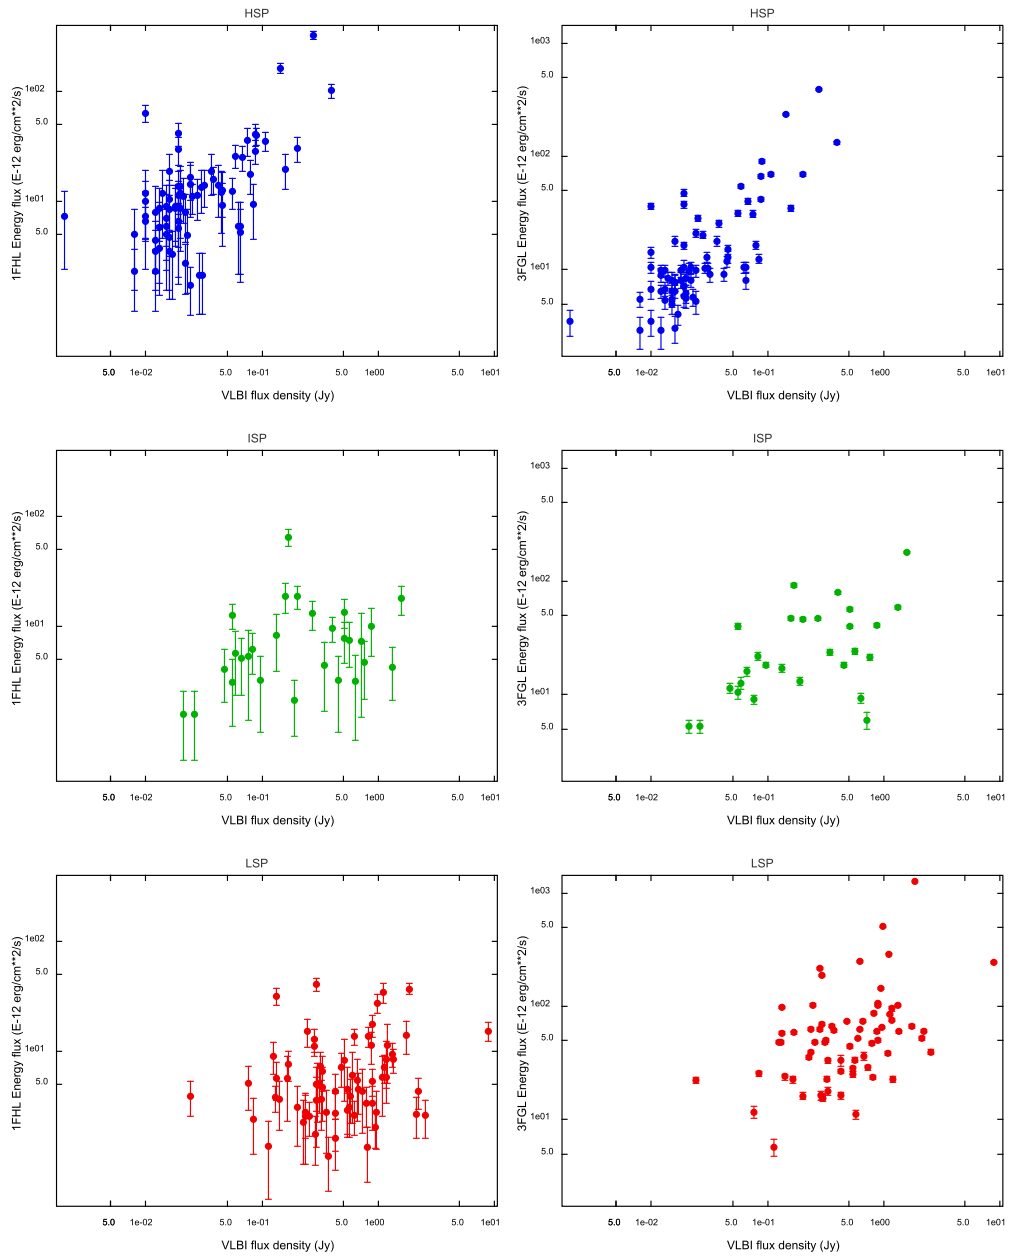 HSP
1FHL Energy flux (E-12 erg/cm**2/s)
1e02
5.0
1e01
5.0
5.0 1e-02 5.0 1e-01 5.0 1e00 5.0 1e01
VLBI flux density (Jy)
HSP
3FGL Energy flux (E-12 erg/cm**2/s)
1e03
5.0
1e02
5.0
1e01
5.0
5.0 1e-02 5.0 1e-01 5.0 1e00 5.0 1e01
VLBI flux density (Jy)
ISP
1FHL Energy flux (E-12 erg/cm**2/s)
1e02
5.0
1e01
5.0
5.0 1e-02 5.0 1e-01 5.0 1e00 5.0 1e01
VLBI flux density (Jy)
ISP
3FGL Energy flux (E-12 erg/cm**2/s)
1e03
5.0
1e02
5.0
1e01
5.0
5.0 1e-02 5.0 1e-01 5.0 1e00 5.0 1e01
VLBI flux density (Jy)
LSP
1FHL Energy flux (E-12 erg/cm**2/s)
1e02
5.0
1e01
5.0
5.0 1e-02 5.0 1e-01 5.0 1e00 5.0 1e01
VLBI flux density (Jy)
LSP
3FGL Energy flux (E-12 erg/cm**2/s)
1e03
5.0
1e02
5.0
1e01
5.0
5.0 1e-02 5.0 1e-01 5.0 1e00 5.0 1e01
VLBI flux density (Jy)